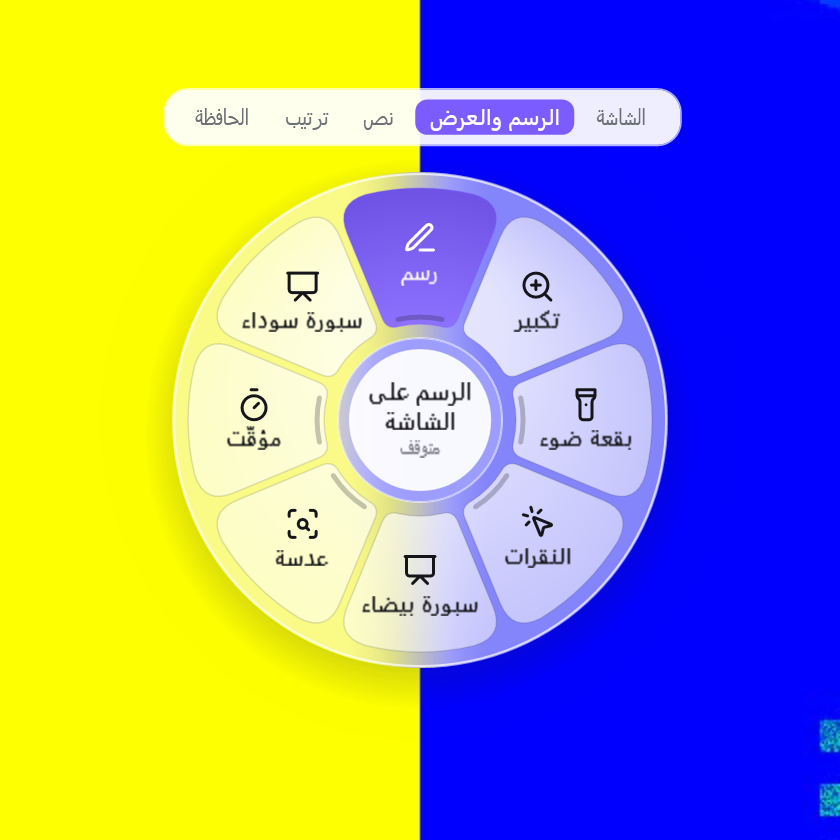 الشاشة
الرسم والعرض
نص
ترتيب
الحافظة
رسم
تكبير
بقعة ضوء
النقرات
سبورة بيضاء
عدسة
مؤقّت
سبورة سوداء
الرسم على
الشاشة
متوقف